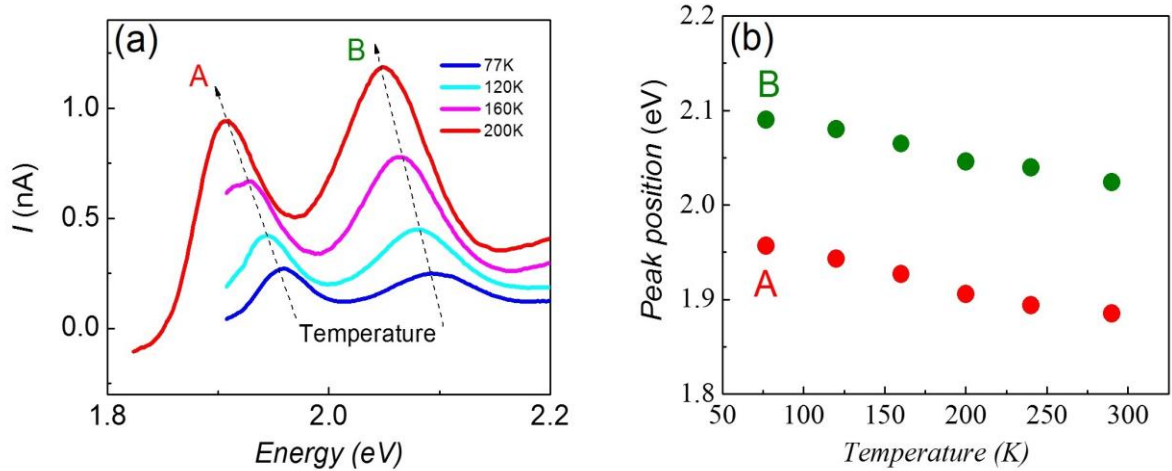 (a)
A
B
77K
120K
160K
200K
Temperature
I (nA)
1.0
0.5
0.0
1.8
2.0
2.2
Energy (eV)
(b)
B
A
Peak position (eV)
2.2
2.1
2.0
1.9
1.8
50
100
150
200
250
300
Temperature (K)